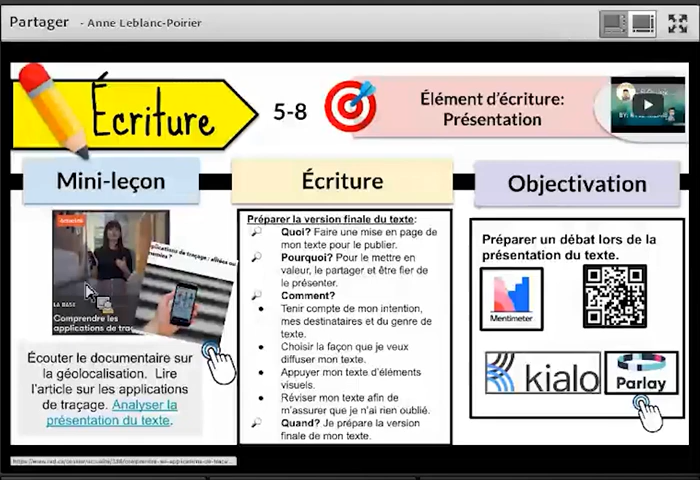 Partager - Anne Leblanc-Poirier
Écriture
5-8
Élément d'écriture:
Présentation
Mini-leçon
Écriture
Objectivation
LA BASE
Comprendre les
applications de trac
Écouter le documentaire sur
la géolocalisation. Lire
l'article sur les applications
de traçage. Analyser la
présentation du texte.
Préparer la version finale du texte:
Quoi? Faire une mise en page de
mon texte pour le publier.
Pourquoi? Pour le mettre en
valeur, le partager et être fier de
le présenter.
Comment?
Tenir compte de mon intention,
mes destinataires et du genre de
texte.
Choisir la façon que je veux
diffuser mon texte.
Appuyer mon texte d'éléments
visuels.
Réviser mon texte afin de
m'assurer que je n'ai rien oublié.
Quand? Je prépare la version
finale de mon texte.
Préparer un débat lors de la
présentation du texte.
Mentimeter
kialo
Parlay